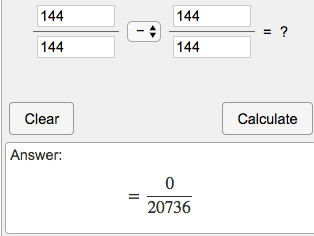 144 144
− = ?
144 144
Clear Calculate
Answer:
0
=
20736